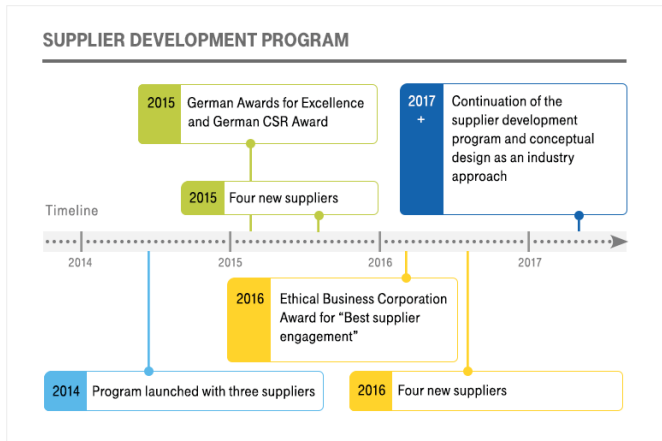 SUPPLIER DEVELOPMENT PROGRAM
2015
German Awards for Excellence
and German CSR Award
2017
+
Continuation of the
supplier development
program and conceptual
design as an industry
approach
2015
Four new suppliers
Timeline
2014
2015
2016
2017
2016
Ethical Business Corporation
Award for “Best supplier
engagement”
2014
Program launched with three suppliers
2016
Four new suppliers